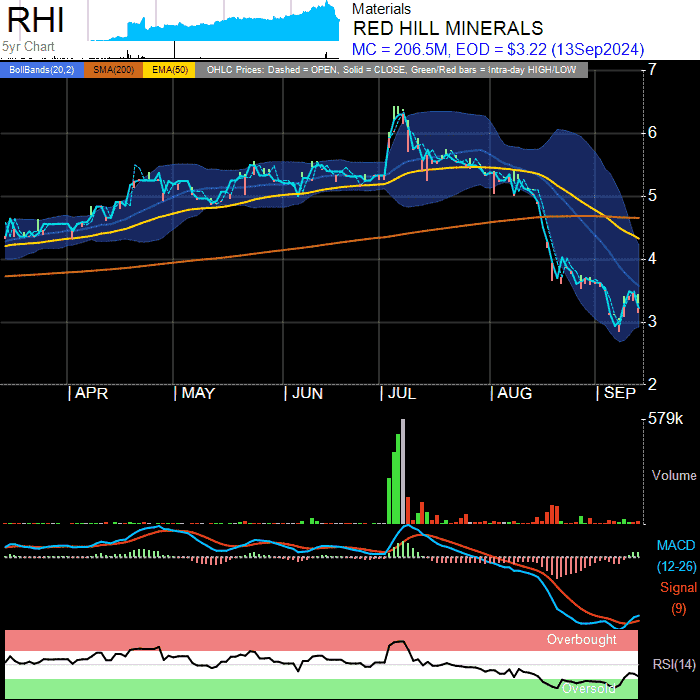 RHI
5yr Chart
Materials
RED HILL MINERALS
MC = 206.5M, EOD = $3.22 (13Sep2024)
BollBands(20,2) SMA(200) EMA(50) OHLC Prices: Dashed = OPEN, Solid = CLOSE, Green/Red bars = Intra-day HIGH/LOW
7
6
5
4
3
2
|APR |MAY |JUN |JUL |AUG |SEP
579k
Volume
MACD
(12-26)
Signal
(9)
Overbought
RSI(14)
Oversold